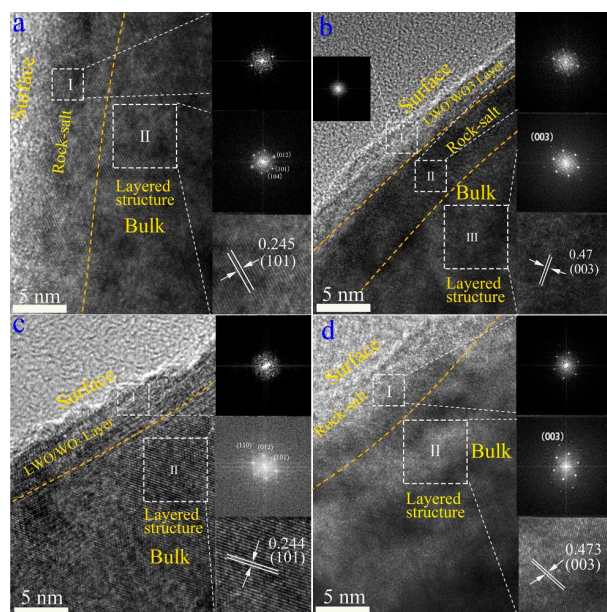 a
Surface
Rock-salt
I
II
Layered
structure
Bulk
5 nm
(012)
(101)
(104)
0.245
(101)
b
Surface
LWO/WO3 Layer
I
Rock-salt
II
Bulk
III
Layered
structure
5 nm
(003)
0.47
(003)
c
Surface
I
LWO/WO3 Layer
II
Layered
structure
Bulk
5 nm
(110)
(012)
(101)
0.244
(101)
d
Surface
Rock-salt
I
II
Bulk
Layered
structure
5 nm
(003)
0.473
(003)